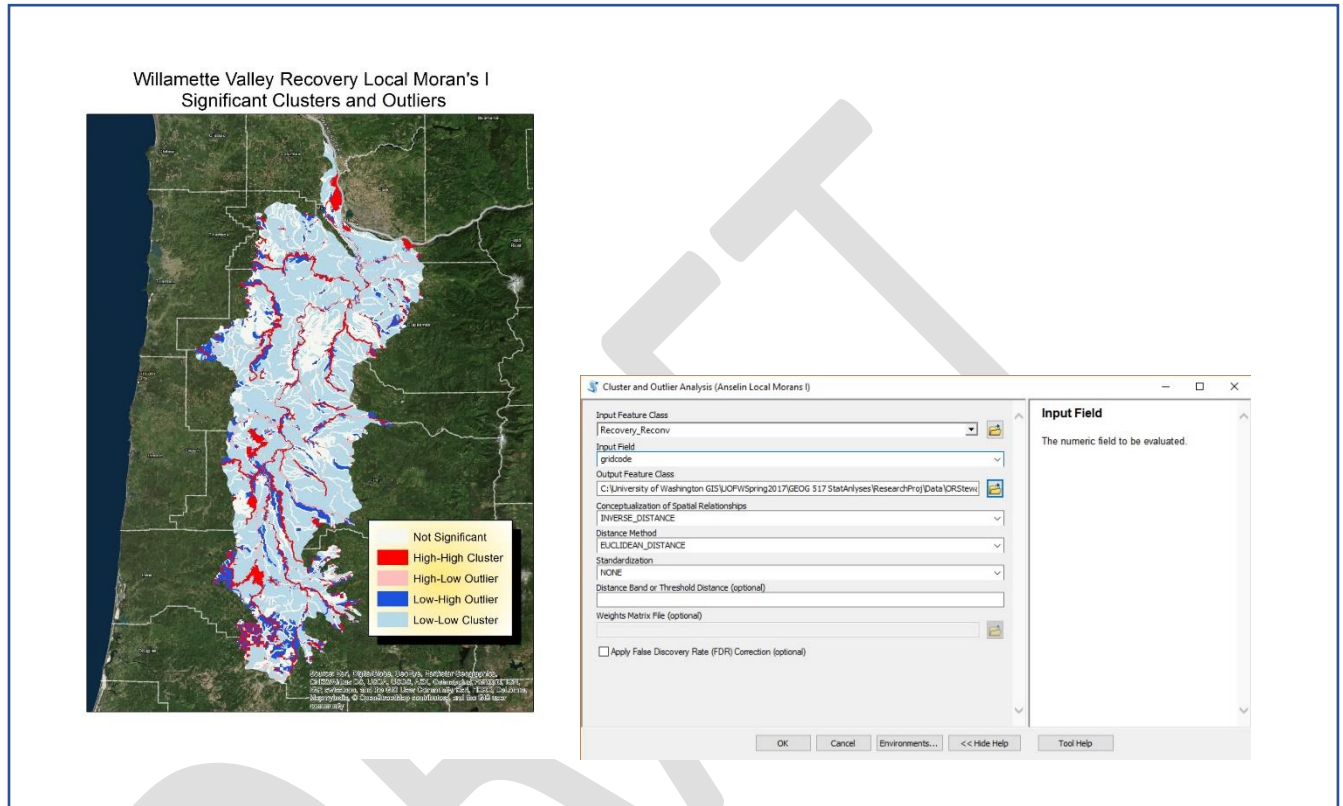 Willamette Valley Recovery Local Moran's I
Significant Clusters and Outliers
Not Significant
High-High Cluster
High-Low Outlier
Low-High Outlier
Low-Low Cluster
Cluster and Outlier Analysis (Anselin Local Morans I)
Input Feature Class
Recovery_Reconv
Input Field
gridcode
Output Feature Class
C:\University of Washington GIS\UOFWSpring2017\GEOG 517 StatAnlyses\ResearchProj\Data\ORStewa
Conceptualization of Spatial Relationships
INVERSE_DISTANCE
Distance Method
EUCLIDEAN_DISTANCE
Standardization
NONE
Distance Band or Threshold Distance (optional)
Weights Matrix File (optional)
Apply False Discovery Rate (FDR) Correction (optional)
Input Field
The numeric field to be evaluated.
OK Cancel Environments... << Hide Help Tool Help